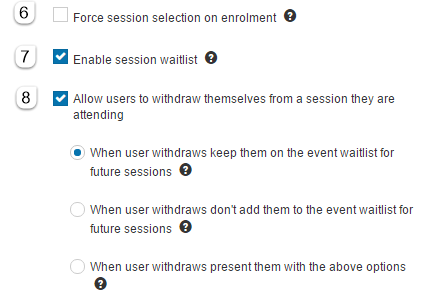 6 Force session selection on enrolment ?
7 Enable session waitlist ?
8 Allow users to withdraw themselves from a session they are
attending
When user withdraws keep them on the event waitlist for
future sessions ?
When user withdraws don't add them to the event waitlist for
future sessions ?
When user withdraws present them with the above options
?